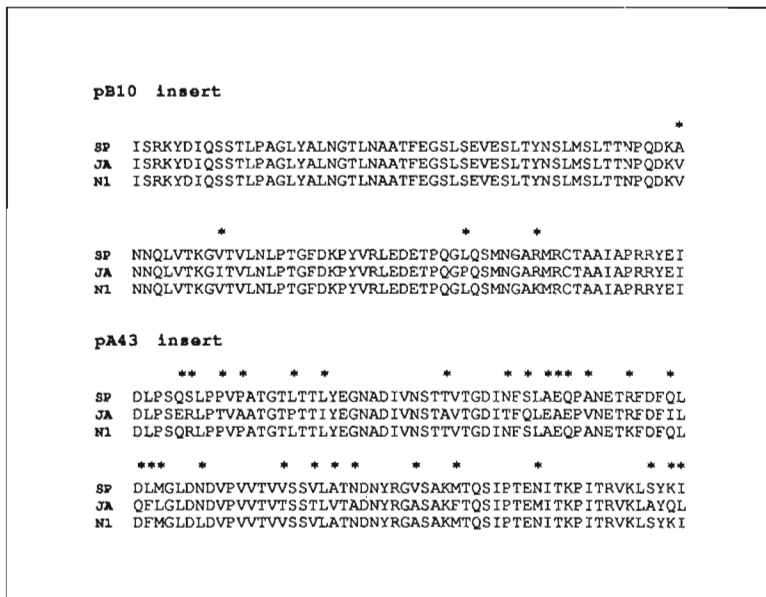 pB10 insert
*
SP ISRKYDIQSSTLPAGLYALNGTLNAATFEGSLSEVESLTYNSLMSLTTNPQDKA
JA ISRKYDIQSSTLPAGLYALNGTLNAATFEGSLSEVESLTYNSLMSLTTNPQDKV
N1 ISRKYDIQSSTLPAGLYALNGTLNAATFEGSLSEVESLTYNSLMSLTTNPQDKV
* * *
SP NNQLVTKGVTVLNLPTGFDKPYVRLEDETPQGLQSMNGARMRCTAAIAPRRYEI
JA NNQLVTKGITVLNLPTGFDKPYVRLEDETPQGPQSMNGARMRCTAAIAPRRYEI
N1 NNQLVTKGVTVLNLPTGFDKPYVRLEDETPQGLQSMNGAKMRCTAAIAPRRYEI
pA43 insert
** * * * * * * * *** * * *
SP DLPSQSLPPVPATGTLTTLYEGNADIVNSTTVTGDINFSLAEQPANETRFDFQL
JA DLPSERLPTVAATGTPTTIYEGNADIVNSTAVTGDITFQLEAEPVNETRFDFIL
N1 DLPSQRLPPVPATGTLTTLYEGNADIVNSTTVTGDINFSLAEQPANETKFDFQL
*** * * * * * * * * * **
SP DLMGLDNDVPVVTVVSSVLATNDNYRGVSAKMTQSIPTENITKPITRVKLSYKI
JA QFLGLDNDVPVVTVTSSTLVTADNYRGASAKFTQSIPTEMITKPITRVKLAYQL
N1 DFMGLDLDVPVVTVVSSVLATNDNYRGASAKMTQSIPTENITKPITRVKLSYKI